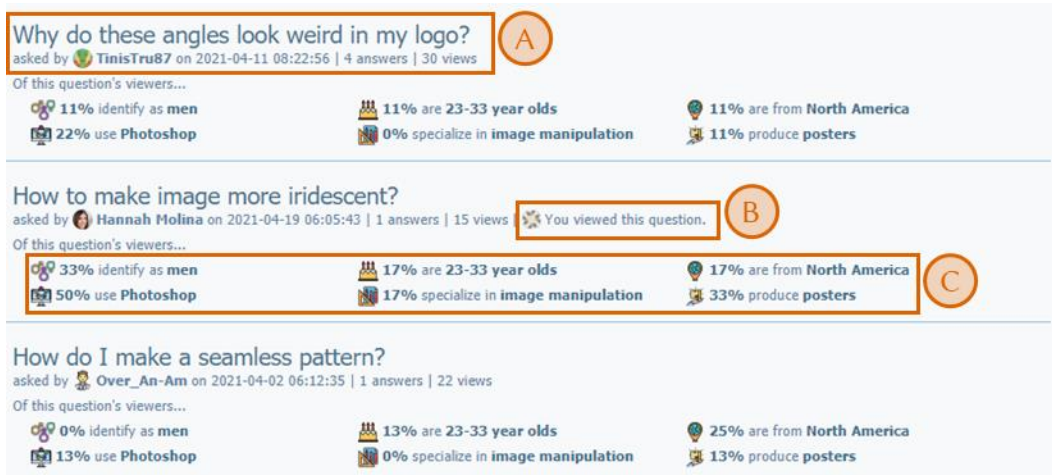 Why do these angles look weird in my logo?
A
asked by TinisTru87 on 2021-04-11 08:22:56 | 4 answers | 30 views
Of this question's viewers...
11% identify as men 11% are 23-33 year olds 11% are from North America
22% use Photoshop 0% specialize in image manipulation 11% produce posters
How to make image more iridescent?
asked by Hannah Molina on 2021-04-19 06:05:43 | 1 answers | 15 views | You viewed this question.
B
Of this question's viewers...
33% identify as men 17% are 23-33 year olds 17% are from North America
C
50% use Photoshop 17% specialize in image manipulation 33% produce posters
How do I make a seamless pattern?
asked by Over_An-Am on 2021-04-02 06:12:35 | 1 answers | 22 views
Of this question's viewers...
0% identify as men 13% are 23-33 year olds 25% are from North America
13% use Photoshop 0% specialize in image manipulation 13% produce posters